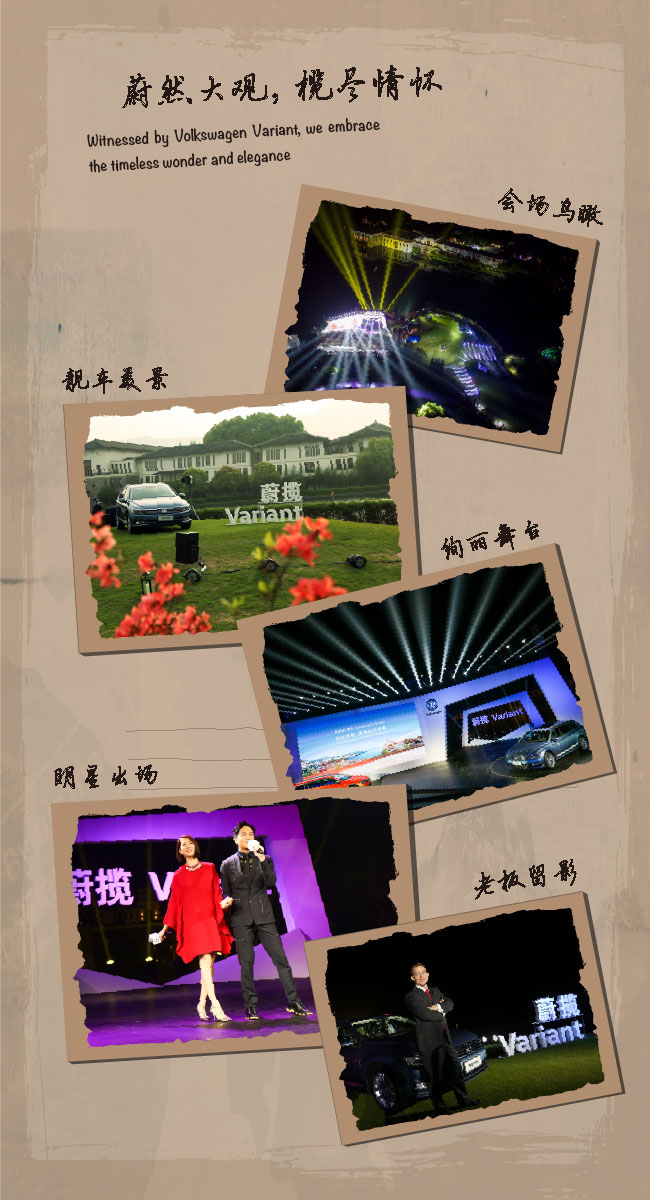 蔚然大观，揽尽情怀
Witnessed by Volkswagen Variant, we embrace
the timeless wonder and elegance
会场鸟瞰
靓车美景
蔚揽
Variant
绚丽舞台
蔚揽 Variant
明星出场
蔚揽 V
老板留影
蔚揽
Variant